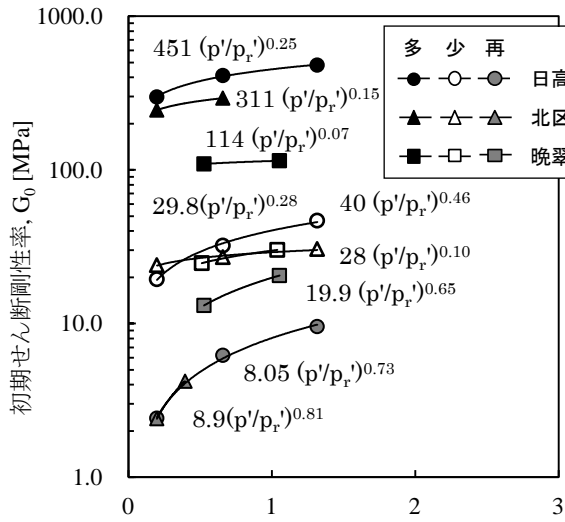 初期せん断剛性率, G₀ [MPa]
1000.0
100.0
10.0
1.0
0
1
2
3
451 (p'/pᵣ')^0.25
311 (p'/pᵣ')^0.15
114 (p'/pᵣ')^0.07
29.8(p'/pᵣ')^0.28
40 (p'/pᵣ')^0.46
28 (p'/pᵣ')^0.10
19.9 (p'/pᵣ')^0.65
8.05 (p'/pᵣ')^0.73
8.9(p'/pᵣ')^0.81
多 少 再
日高
北区
晩翠